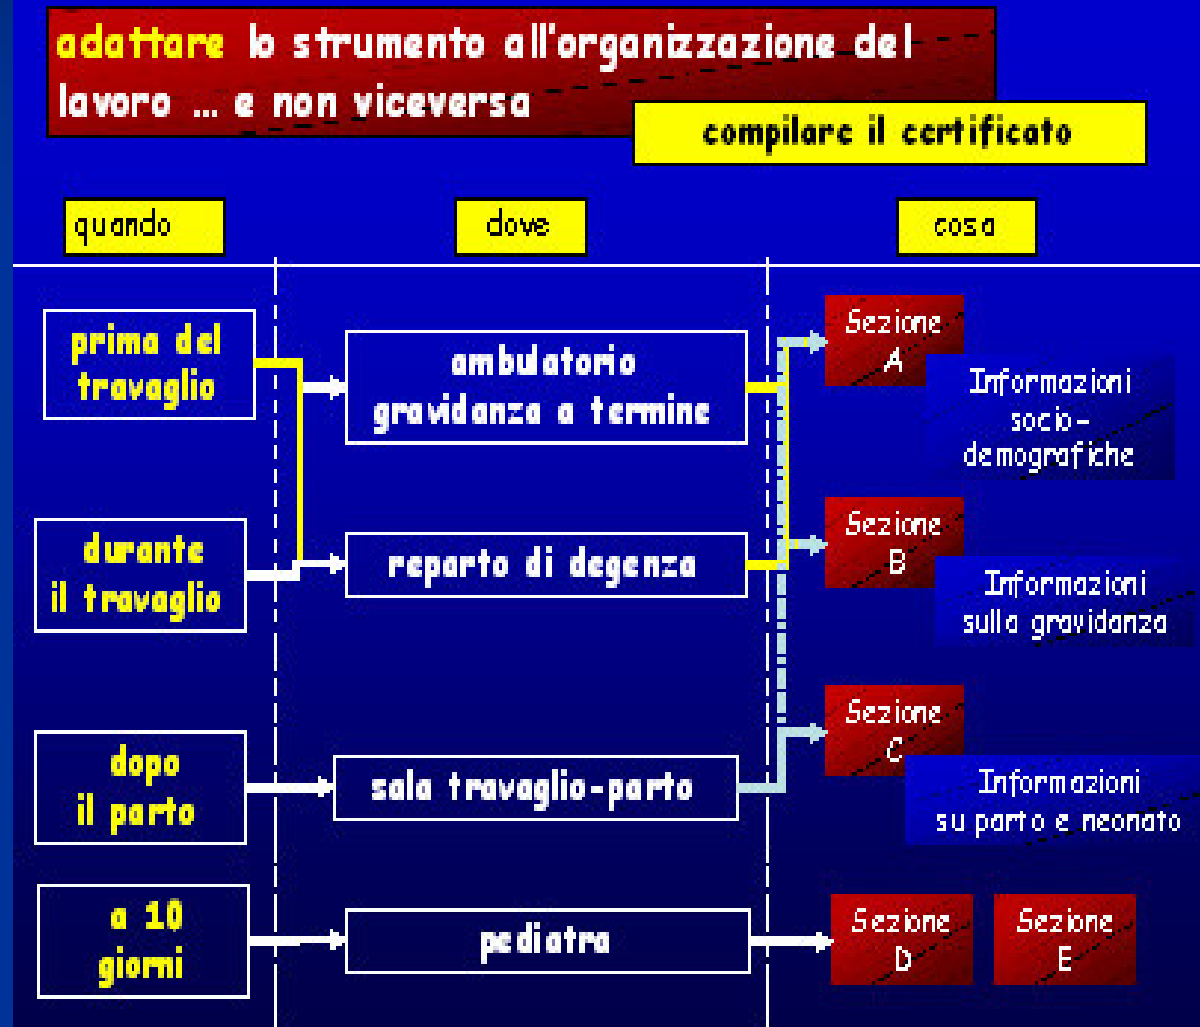 adattare lo strumento all'organizzazione del
lavoro ... e non viceversa
compilare il certificato
quando
dove
cosa
prima del
travaglio
ambulatorio
gravidanza a termine
Sezione
A
Informazioni
socio-
demografiche
durante
il travaglio
reparto di degenza
Sezione
B
Informazioni
sulla gravidanza
dopo
il parto
sala travaglio-parto
Sezione
C
Informazioni
su parto e neonato
a 10
giorni
pediatra
Sezione
D
Sezione
E